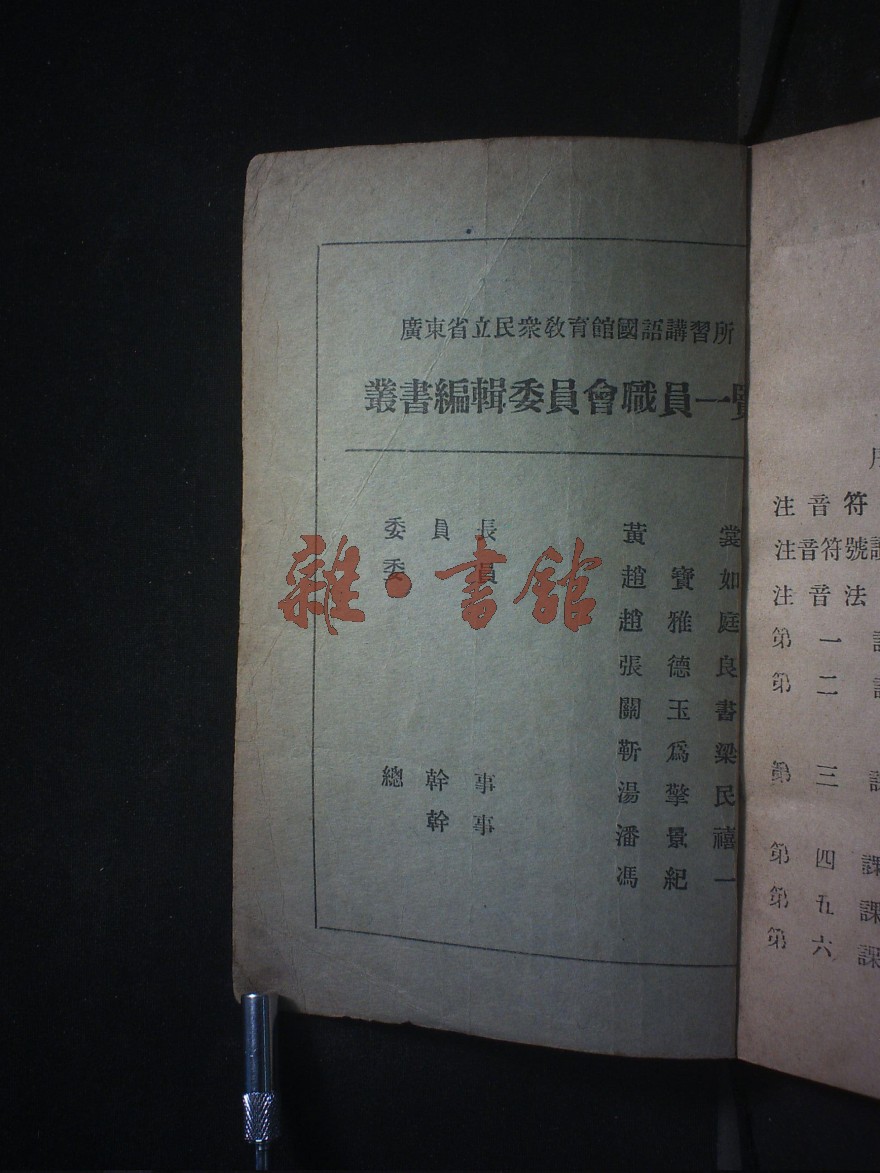 廣東省立民衆教育館國語講習所
叢書編輯委員會職員一覽
委員長 黃裳
委員 趙寶如
趙雅庭
張德良
關玉書
靳為梁
總幹事 湯擎民
幹事 潘景禧
馮紀一
雜·書館
注音符
注音符號
注音法
第一
第二
第三
第四課
第五課
第六課